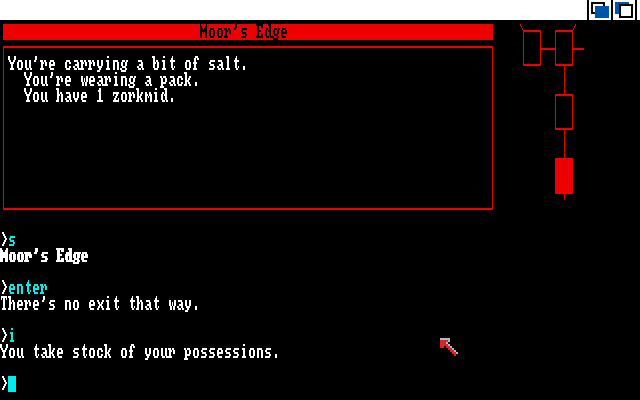 Moor's Edge
You're carrying a bit of salt.
You're wearing a pack.
You have 1 zorkmid.
>s
Moor's Edge
>enter
There's no exit that way.
>i
You take stock of your possessions.
>